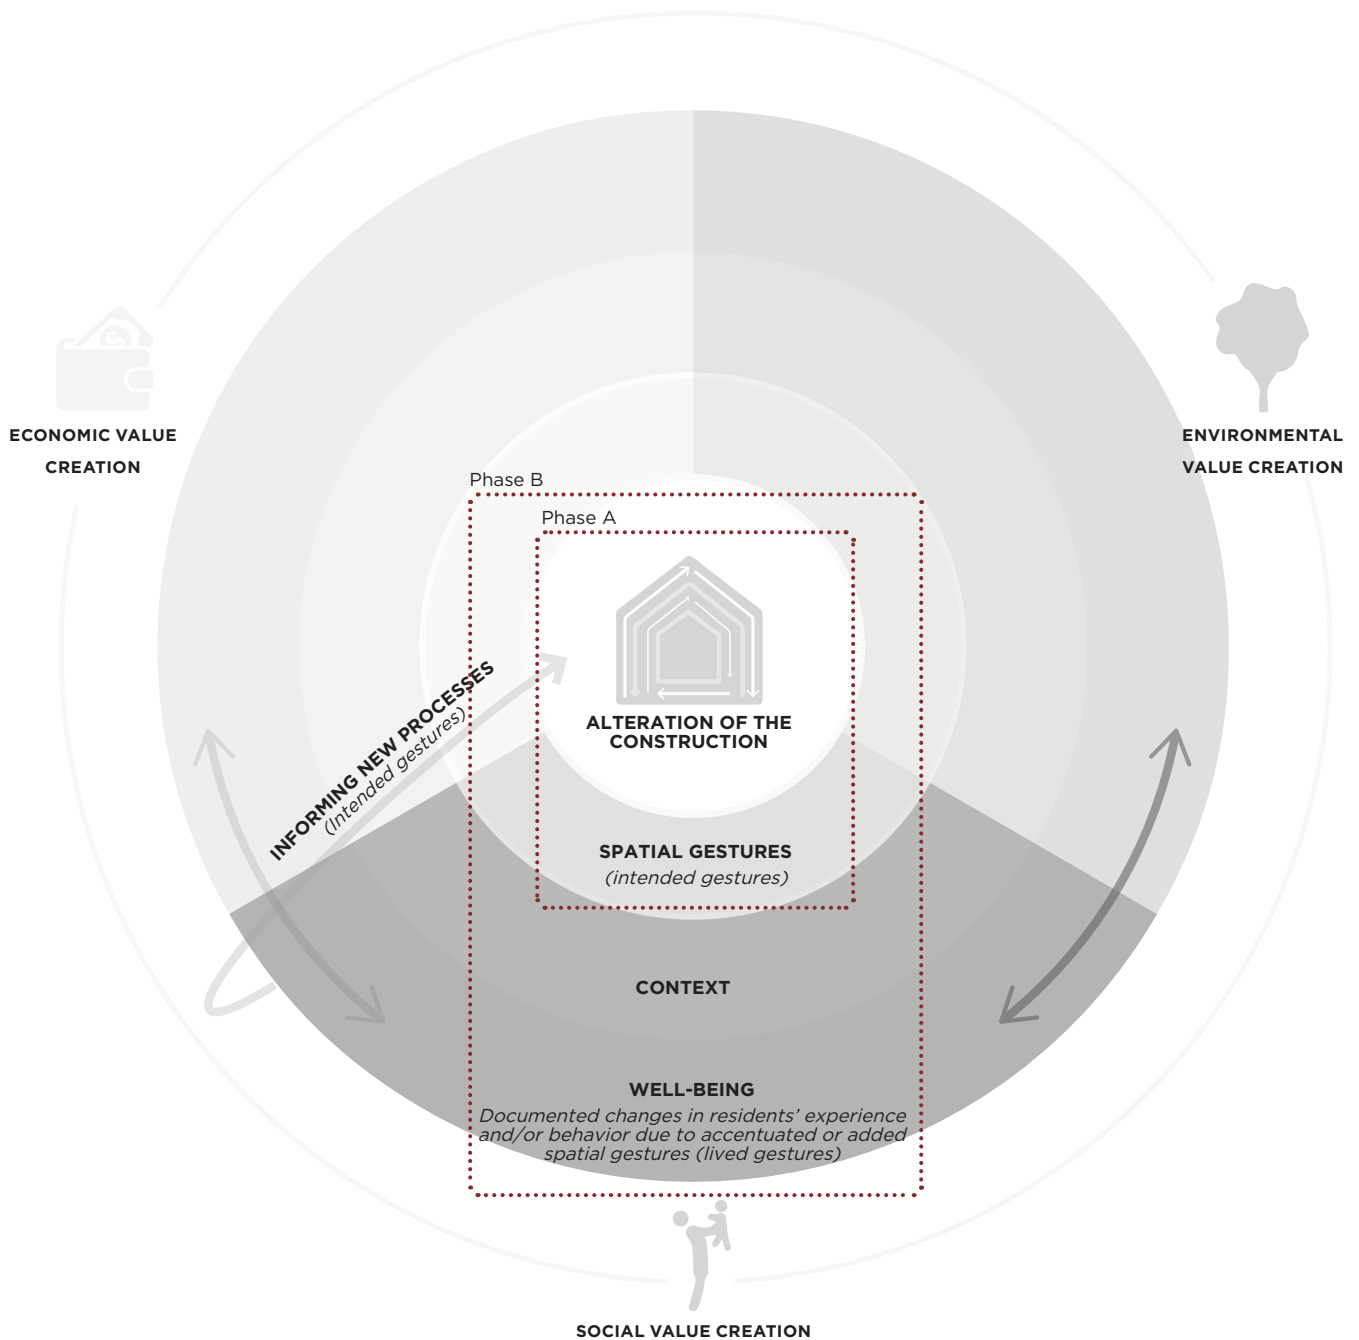 ECONOMIC VALUE
CREATION
ENVIRONMENTAL
VALUE CREATION
Phase B
Phase A
ALTERATION OF THE
CONSTRUCTION
INFORMING NEW PROCESSES
(Intended gestures)
SPATIAL GESTURES
(intended gestures)
CONTEXT
WELL-BEING
Documented changes in residents’ experience
and/or behavior due to accentuated or added
spatial gestures (lived gestures)
SOCIAL VALUE CREATION